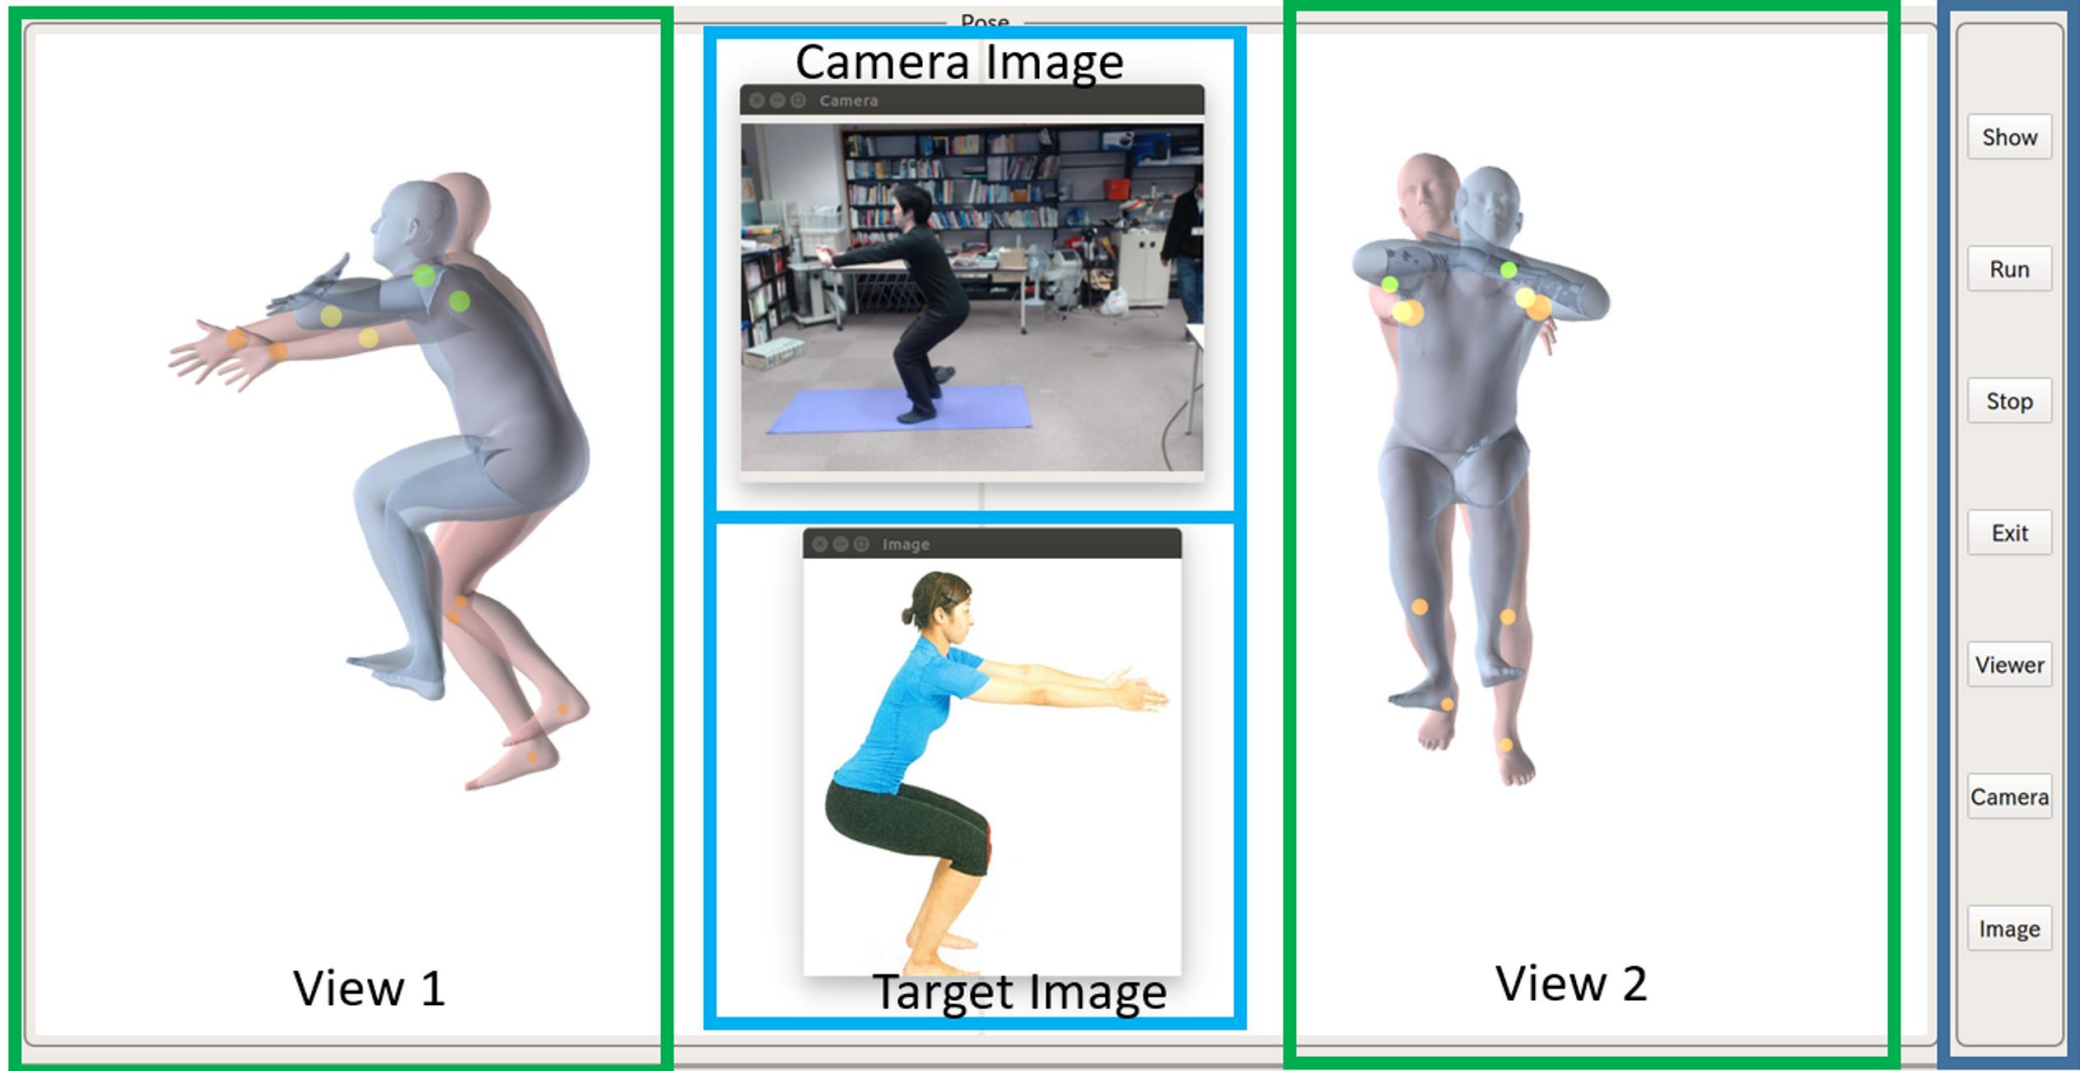 Pose
Camera Image
Camera
Image
Target Image
View 1
View 2
Show
Run
Stop
Exit
Viewer
Camera
Image